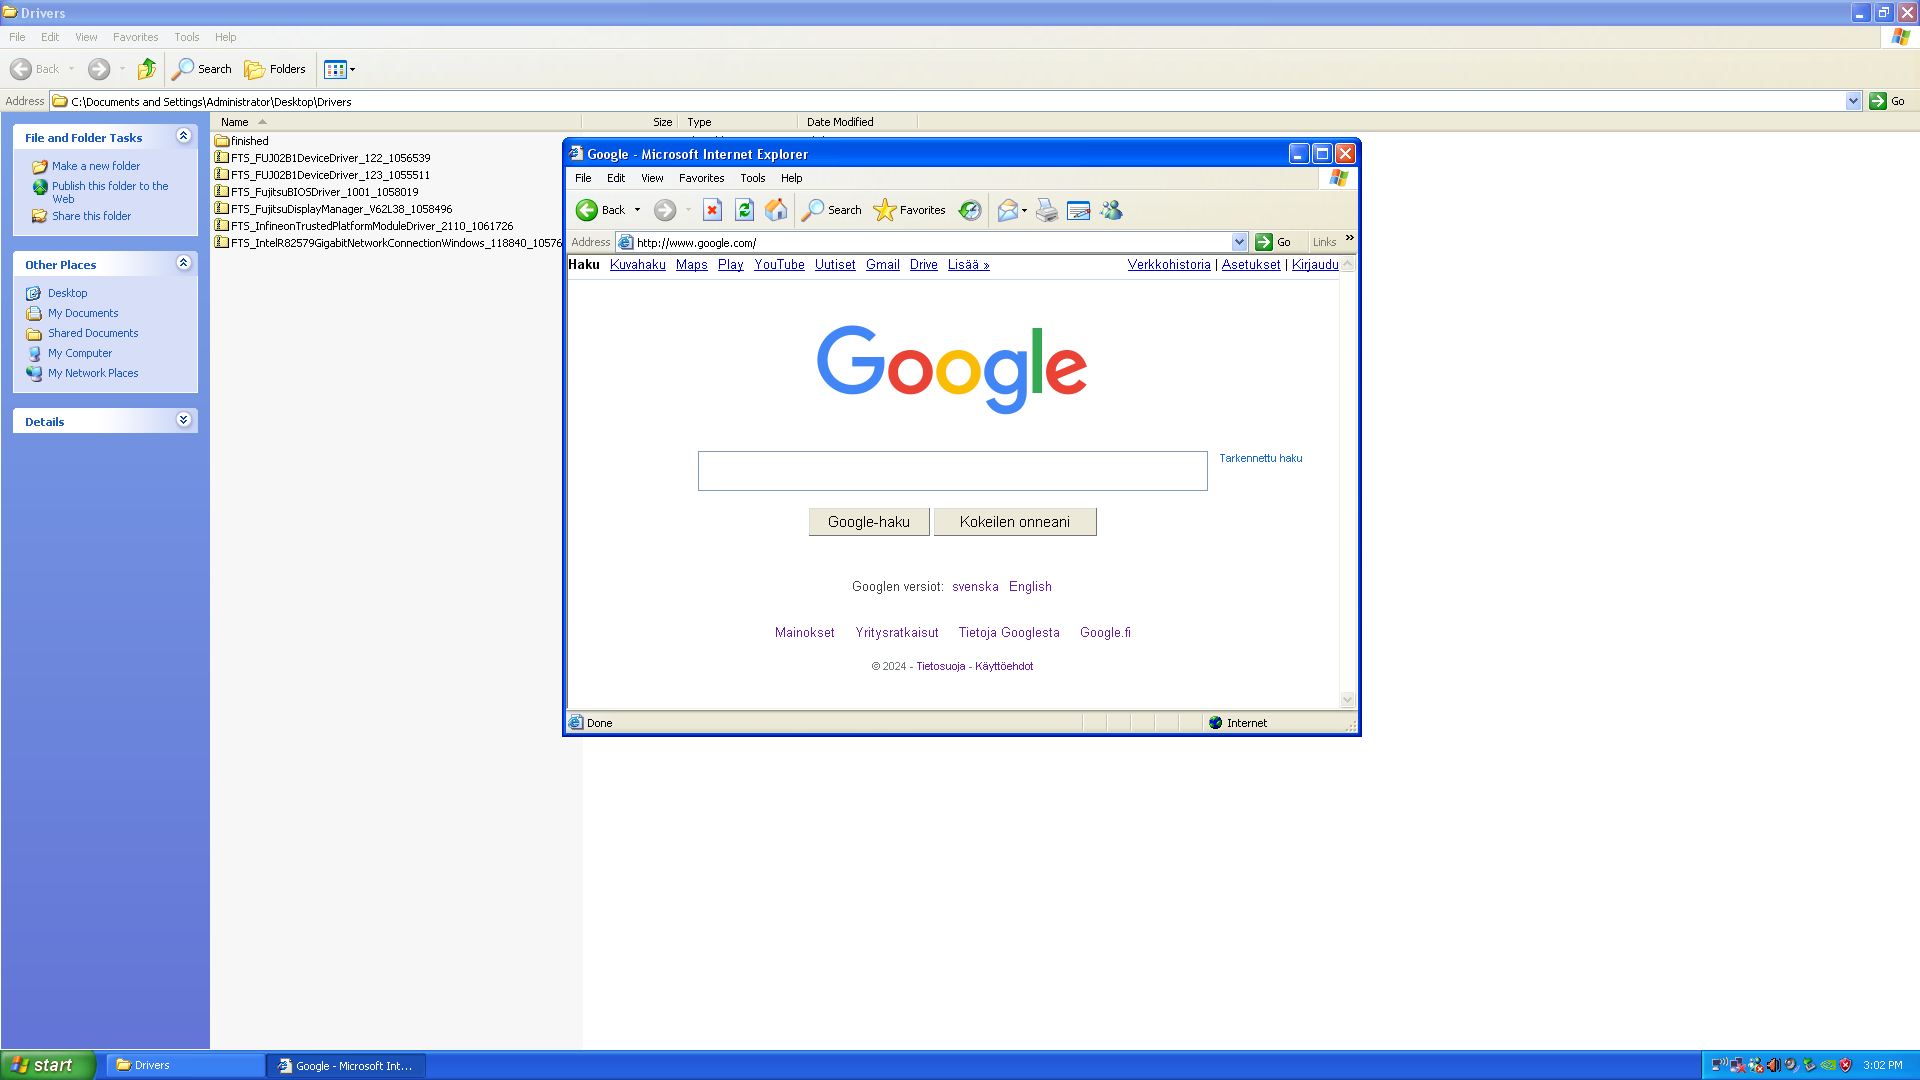 Drivers
File Edit View Favorites Tools Help
Back Search Folders
Address C:\Documents and Settings\Administrator\Desktop\Drivers Go
File and Folder Tasks
Make a new folder
Publish this folder to the
Web
Share this folder
Other Places
Desktop
My Documents
Shared Documents
My Computer
My Network Places
Details
Name Size Type Date Modified
finished
FTS_FUJ02B1DeviceDriver_122_1056539
FTS_FUJ02B1DeviceDriver_123_1055511
FTS_FujitsuBIOSDriver_1001_1058019
FTS_FujitsuDisplayManager_V62L38_1058496
FTS_InfineonTrustedPlatformModuleDriver_2110_1061726
FTS_IntelR82579GigabitNetworkConnectionWindows_118840_10576
Google - Microsoft Internet Explorer
File Edit View Favorites Tools Help
Back Search Favorites
Address http://www.google.com/ Go Links »
Haku Kuvahaku Maps Play YouTube Uutiset Gmail Drive Lisää » Verkkohistoria | Asetukset | Kirjaudu
Google
Tarkennettu haku
Google-haku Kokeilen onneani
Googlen versiot: svenska English
Mainokset Yritysratkaisut Tietoja Googlesta Google.fi
© 2024 - Tietosuoja - Käyttöehdot
Done Internet
start Drivers Google - Microsoft Int... 3:02 PM